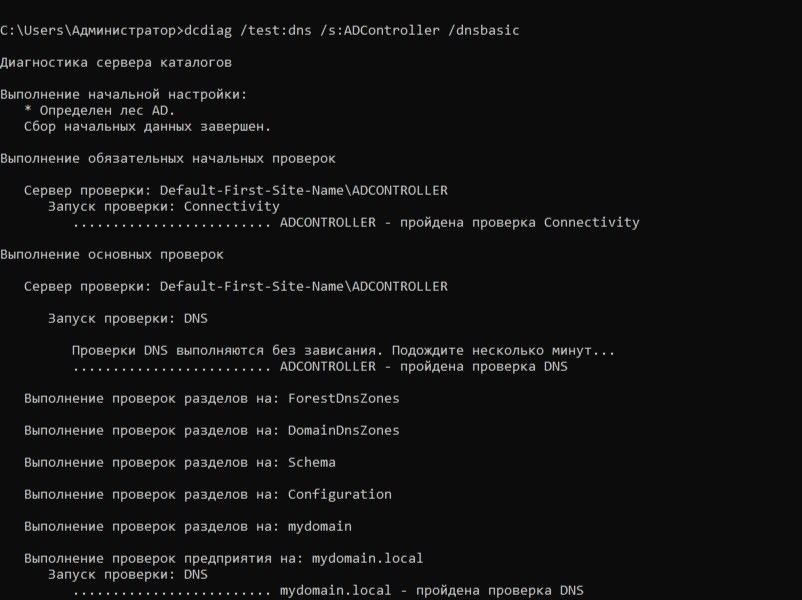 C:\Users\Администратор>dcdiag /test:dns /s:ADController /dnsbasic
Диагностика сервера каталогов
Выполнение начальной настройки:
* Определен лес AD.
Сбор начальных данных завершен.
Выполнение обязательных начальных проверок
Сервер проверки: Default-First-Site-Name\ADCONTROLLER
Запуск проверки: Connectivity
......................... ADCONTROLLER - пройдена проверка Connectivity
Выполнение основных проверок
Сервер проверки: Default-First-Site-Name\ADCONTROLLER
Запуск проверки: DNS
Проверки DNS выполняются без зависания. Подождите несколько минут...
......................... ADCONTROLLER - пройдена проверка DNS
Выполнение проверок разделов на: ForestDnsZones
Выполнение проверок разделов на: DomainDnsZones
Выполнение проверок разделов на: Schema
Выполнение проверок разделов на: Configuration
Выполнение проверок разделов на: mydomain
Выполнение проверок предприятия на: mydomain.local
Запуск проверки: DNS
......................... mydomain.local - пройдена проверка DNS